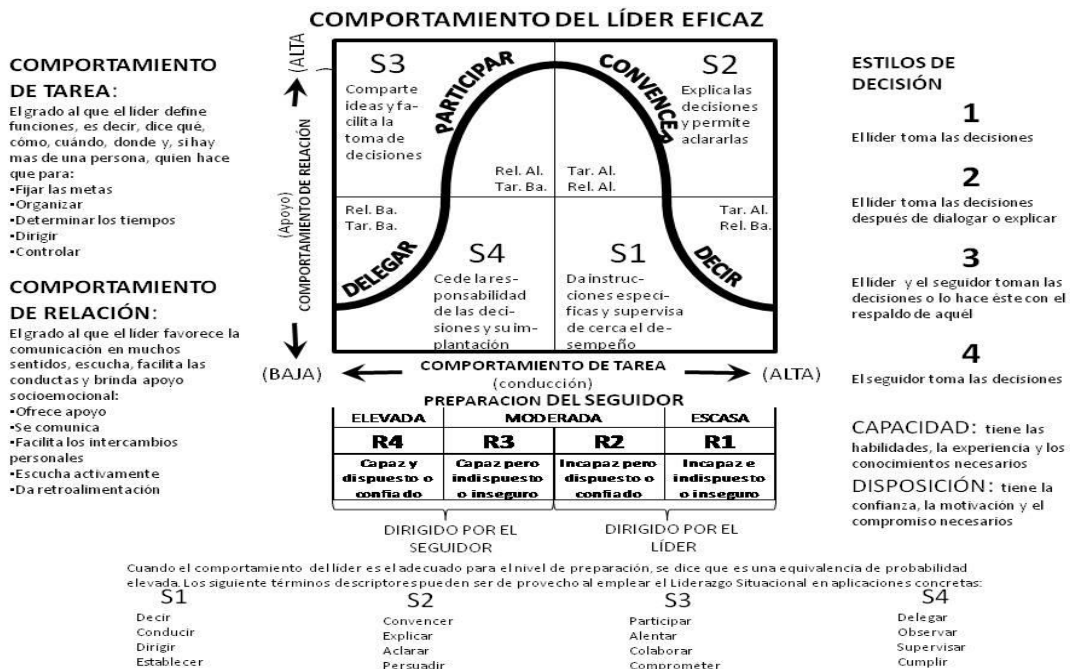 COMPORTAMIENTO DEL LÍDER EFICAZ
COMPORTAMIENTO
DE TAREA:
El grado al que el líder define
funciones, es decir, dice qué,
cómo, cuándo, donde y, si hay
mas de una persona, quien hace
que para:
•Fijar las metas
•Organizar
•Determinar los tiempos
•Dirigir
•Controlar
COMPORTAMIENTO
DE RELACIÓN:
El grado al que el líder favorece la
comunicación en muchos
sentidos, escucha, facilita las
conductas y brinda apoyo
socioemocional:
•Ofrece apoyo
•Se comunica
•Facilita los intercambios
personales
•Escucha activamente
•Da retroalimentación
(ALTA
COMPORTAMIENTO DE RELACIÓN
(Apoyo)
(BAJA)
S3
Comparte
ideas y fa-
cilita la
toma de
decisiones
PARTICIPAR
Rel. Al.
Tar. Ba.
CONVENCER
S2
Explica las
decisiones
y permite
aclararlas
Tar. Al.
Rel. Al.
Rel. Ba.
Tar. Ba.
DELEGAR
S4
Cede la res-
ponsabilidad
de las deci-
siones y su im-
plantación
S1
Da instruc-
ciones especí-
ficas y supervisa
de cerca el de-
sempeño
Tar. Al.
Rel. Ba.
DECIR
COMPORTAMIENTO DE TAREA
(conducción)
(ALTA)
PREPARACION DEL SEGUIDOR
ELEVADA MODERADA ESCASA
R4 R3 R2 R1
Capaz y Capaz pero Incapaz pero Incapaz e
dispuesto o indispuesto dispuesto o indispuesto
confiado o inseguro confiado o inseguro
DIRIGIDO POR EL
SEGUIDOR
DIRIGIDO POR EL
LÍDER
ESTILOS DE
DECISIÓN
1
El líder toma las decisiones
2
El líder toma las decisiones
después de dialogar o explicar
3
El líder y el seguidor toman las
decisiones o lo hace éste con el
respaldo de aquél
4
El seguidor toma las decisiones
CAPACIDAD: tiene las
habilidades, la experiencia y los
conocimientos necesarios
DISPOSICIÓN: tiene la
confianza, la motivación y el
compromiso necesarios
Cuando el comportamiento del líder es el adecuado para el nivel de preparación, se dice que es una equivalencia de probabilidad
elevada. Los siguiente términos descriptores pueden ser de provecho al emplear el Liderazgo Situacional en aplicaciones concretas:
S1
Decir
Conducir
Dirigir
Establecer
S2
Convencer
Explicar
Aclarar
Persuadir
S3
Participar
Alentar
Colaborar
Comprometer
S4
Delegar
Observar
Supervisar
Cumplir